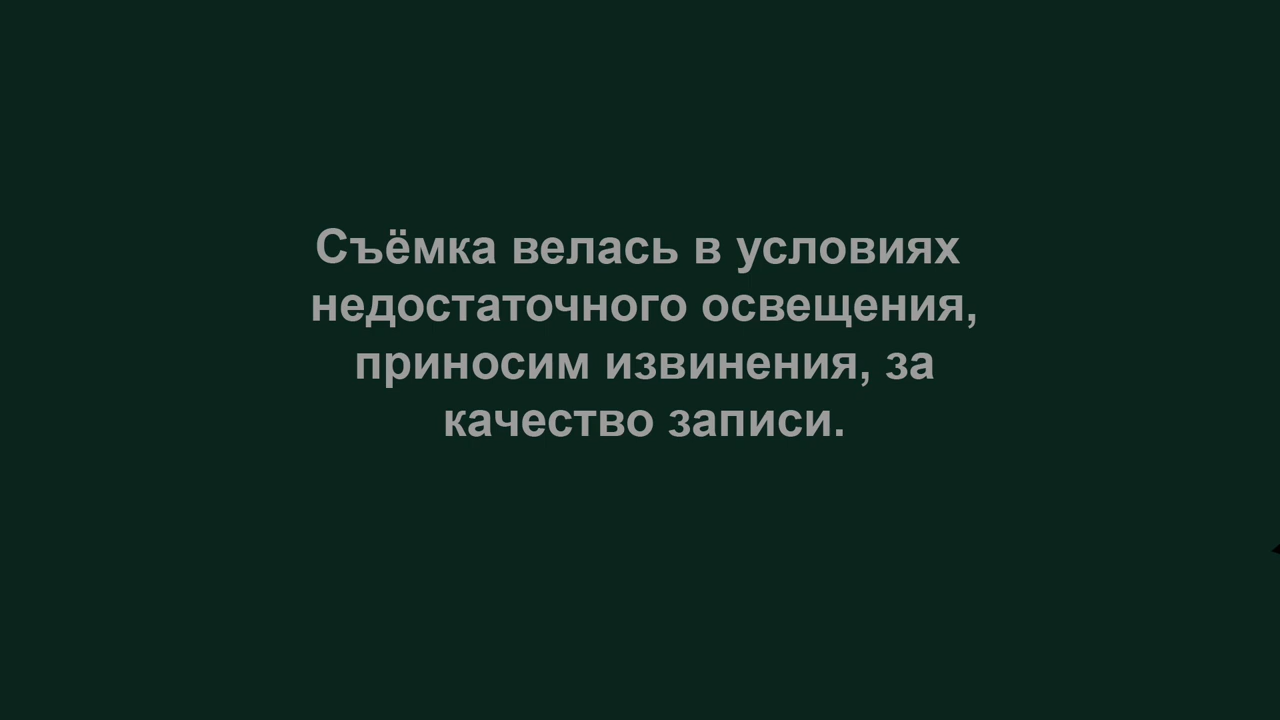 Съёмка велась в условиях
недостаточного освещения,
приносим извинения, за
качество записи.